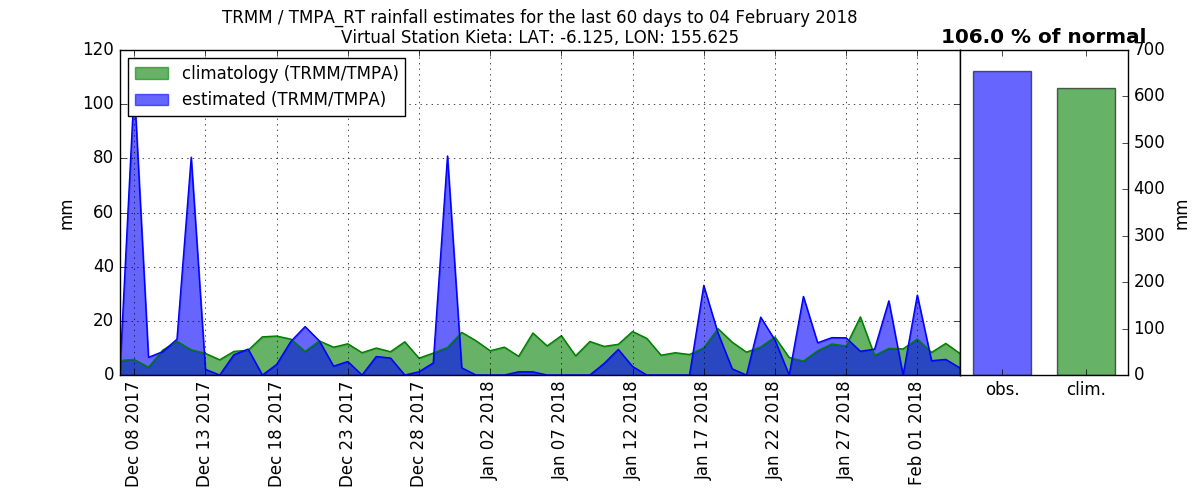 TRMM / TMPA_RT rainfall estimates for the last 60 days to 04 February 2018
Virtual Station Kieta: LAT: -6.125, LON: 155.625
106.0 % of normal
climatology (TRMM/TMPA)
estimated (TRMM/TMPA)
mm
120
100
80
60
40
20
0
Dec 08 2017
Dec 13 2017
Dec 18 2017
Dec 23 2017
Dec 28 2017
Jan 02 2018
Jan 07 2018
Jan 12 2018
Jan 17 2018
Jan 22 2018
Jan 27 2018
Feb 01 2018
obs.
clim.
700
600
500
400
300
200
100
0
mm